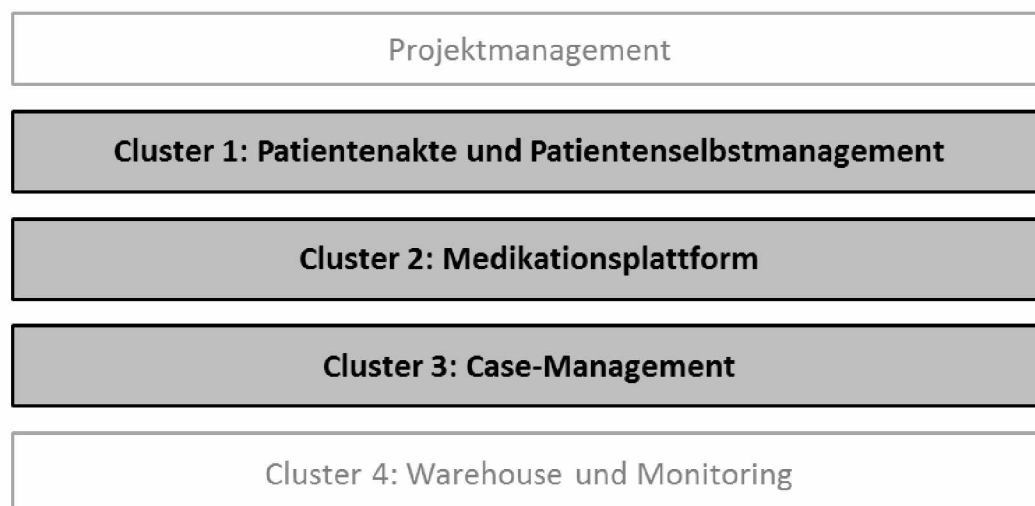 Projektmanagement
Cluster 1: Patientenakte und Patientenselbstmanagement
Cluster 2: Medikationsplattform
Cluster 3: Case-Management
Cluster 4: Warehouse und Monitoring